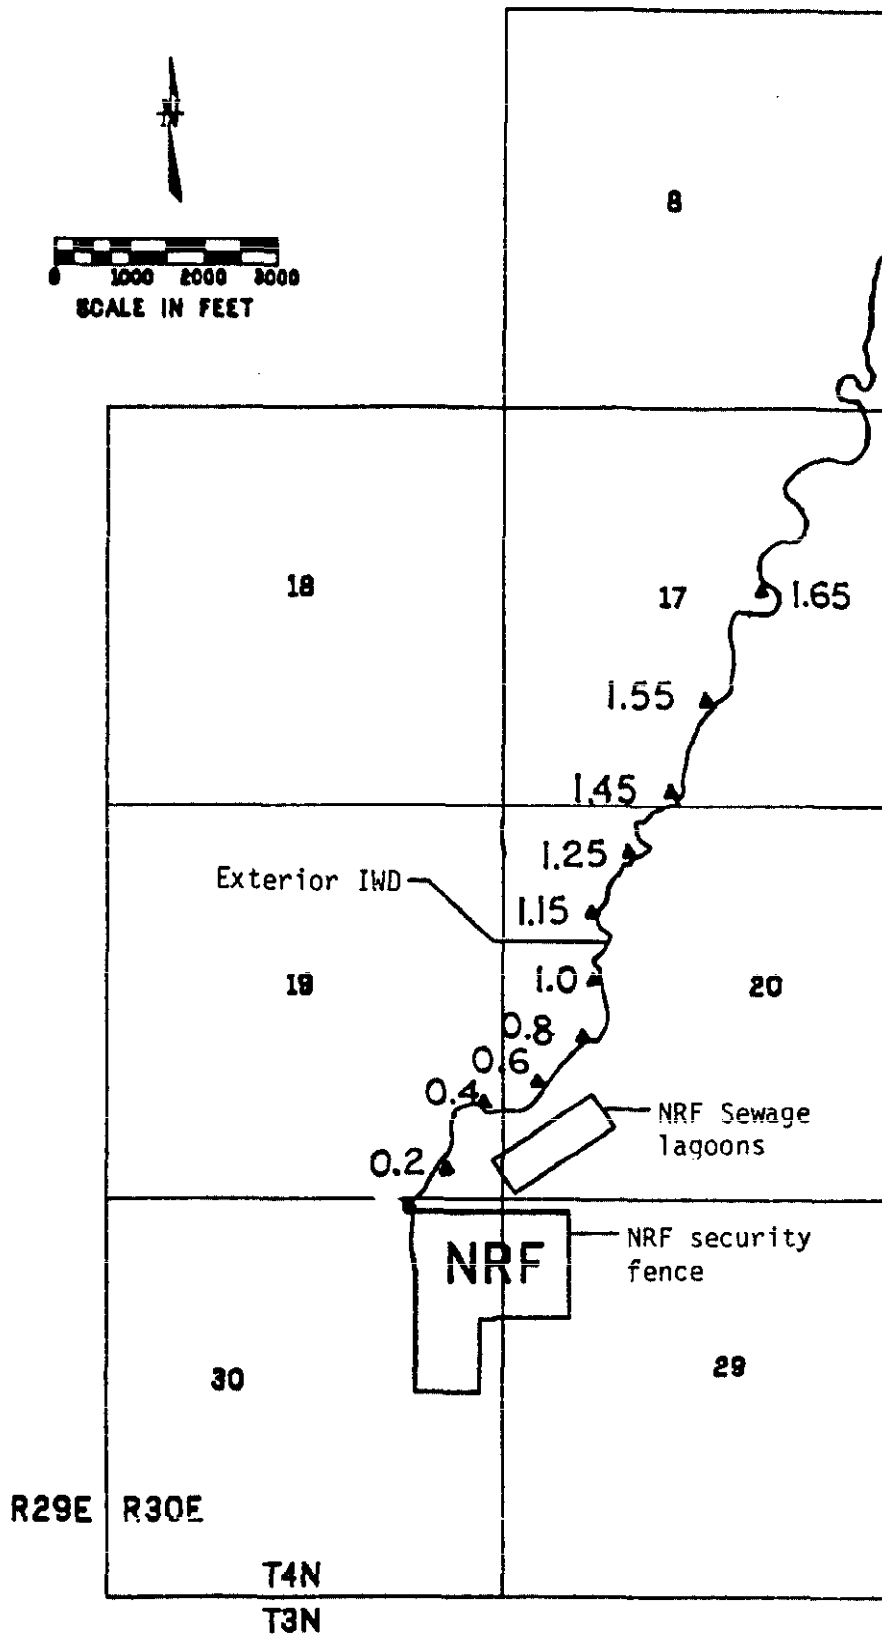 N
8
0 1000 2000 3000
SCALE IN FEET
18
17
1.65
1.55
1.45
1.25
Exterior IWD
1.15
1.0
19
20
0.8
0.6
0.4
NRF Sewage
lagoons
0.2
NRF
NRF security
fence
30
29
R29E R30E
T4N
T3N